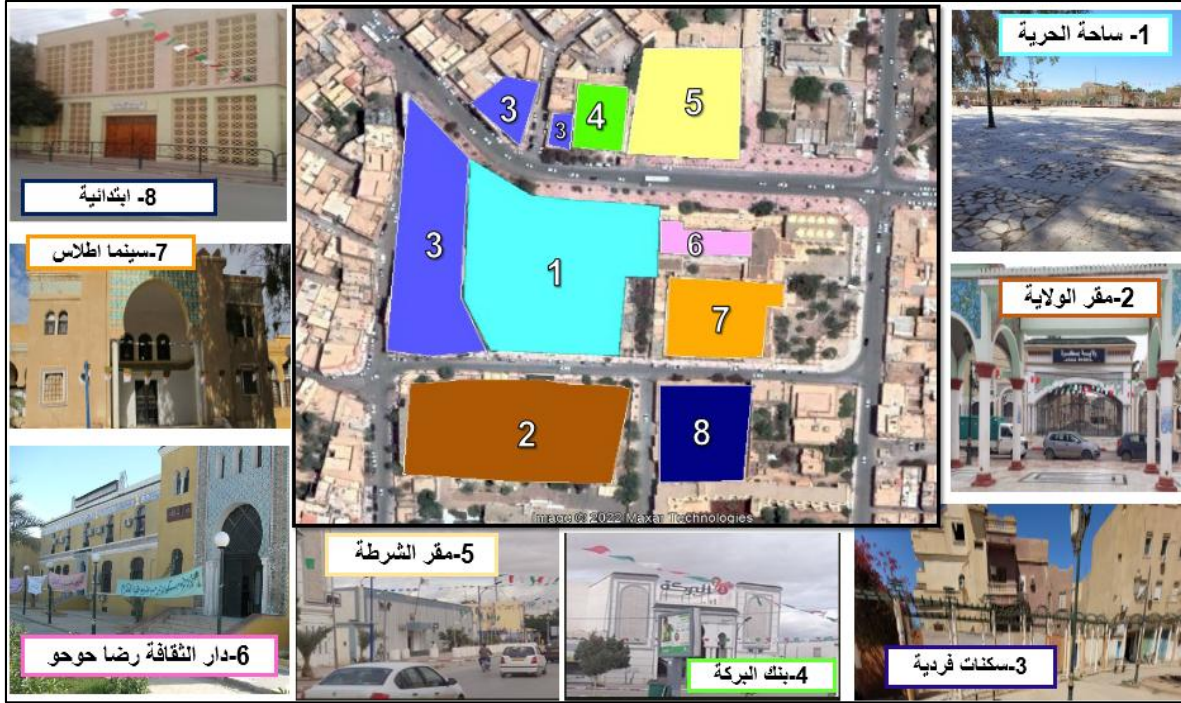 8- ابتدائية
1- ساحة الحرية
7-سينما اطلاس
2-مقر الولاية
3
3
4
5
3
1
6
7
2
8
Image © 2022 Maxar Technologies
6-دار الثقافة رضا حوحو
5-مقر الشرطة
البركة
4-بنك البركة
3-سكنات فردية